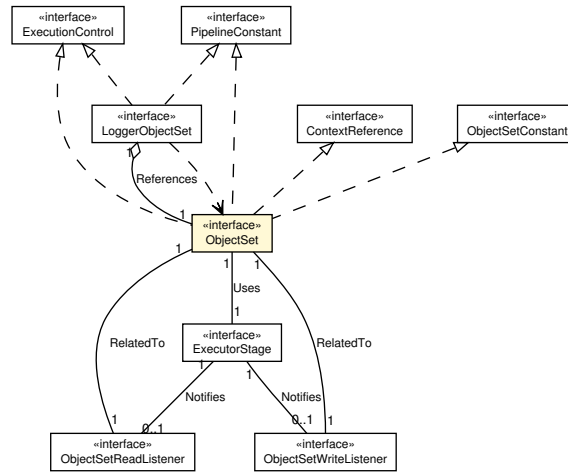 «interface»
ExecutionControl
«interface»
PipelineConstant
«interface»
LoggerObjectSet
«interface»
ContextReference
«interface»
ObjectSetConstant
1
References
1
«interface»
ObjectSet
1
1
1
Uses
1
«interface»
ExecutorStage
RelatedTo
RelatedTo
1
1
Notifies
Notifies
1
0..1
0..1
1
«interface»
ObjectSetReadListener
«interface»
ObjectSetWriteListener